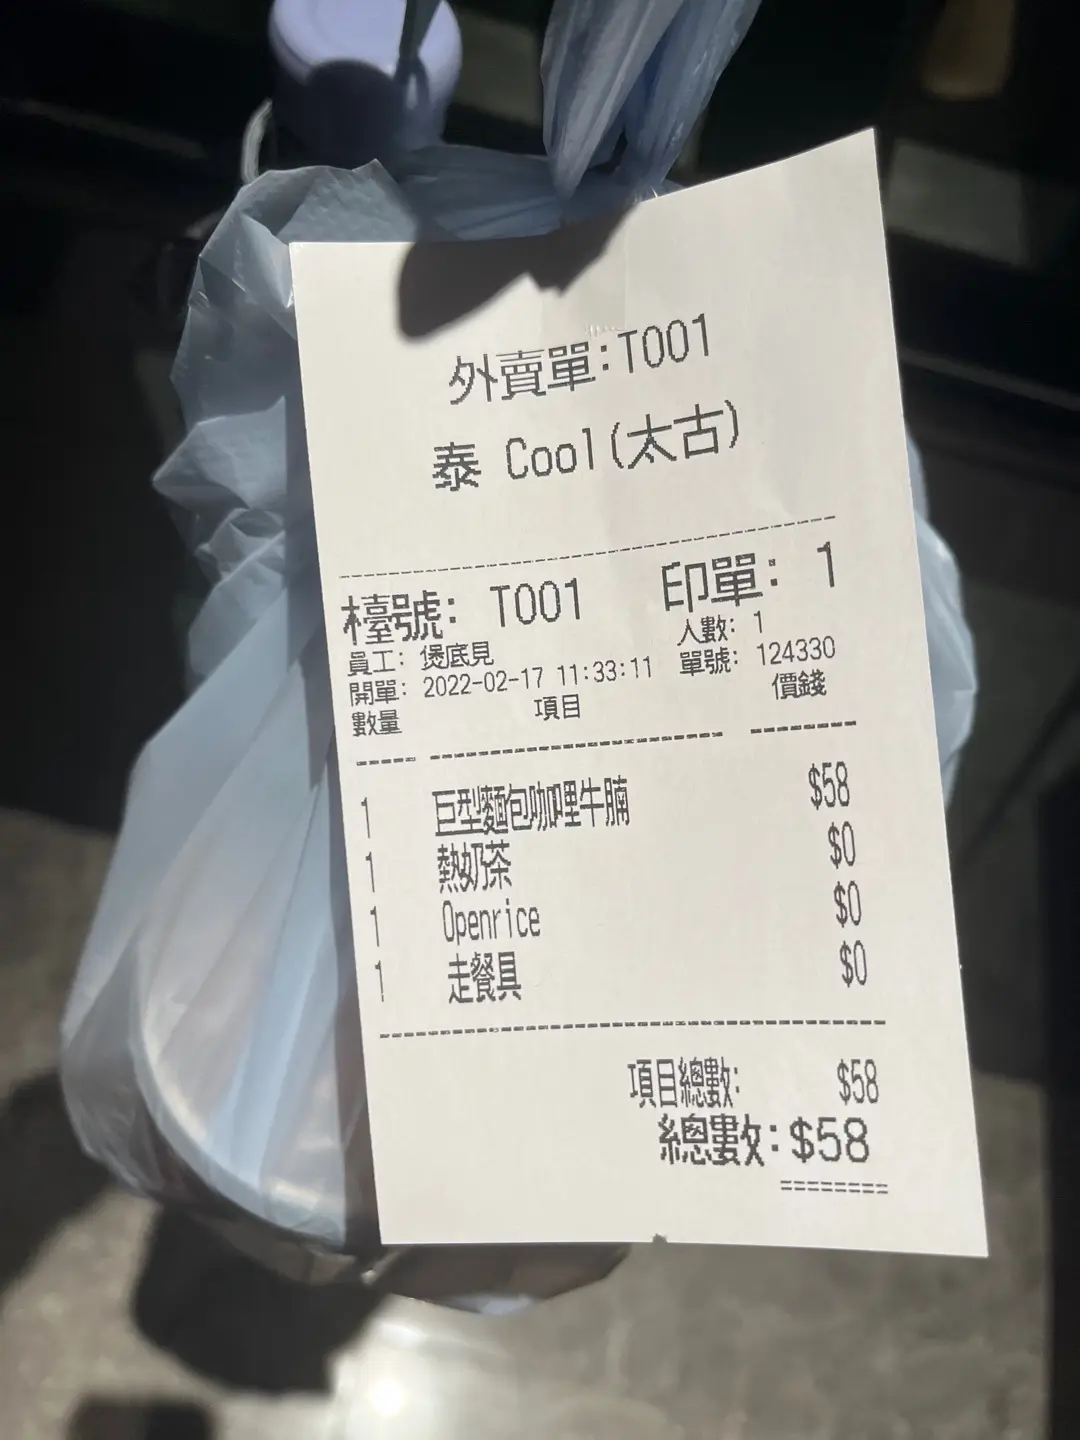 外賣單:T001
泰 Cool(太古)
檯號: T001 印單: 1
員工: 煲底見 人數: 1
開單: 2022-02-17 11:33:11 單號: 124330
數量 項目 價錢
1 巨型麵包咖哩牛腩 $58
1 熱奶茶 $0
1 Openrice $0
1 走餐具 $0
項目總數: $58
總數:$58